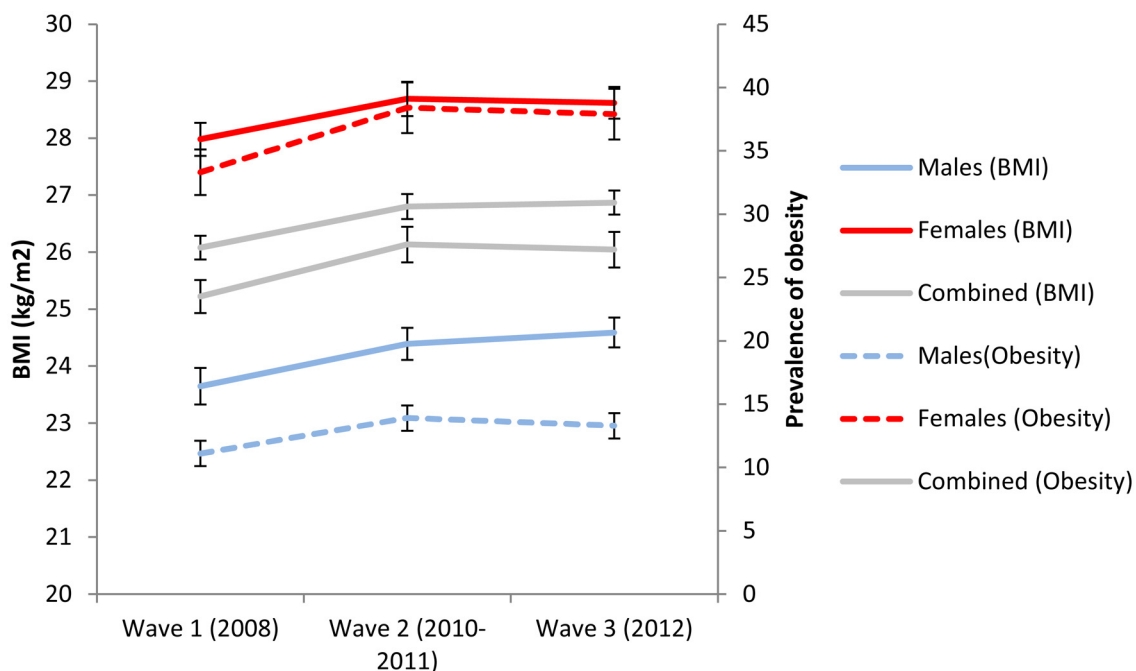 BMI (kg/m2)
30
29
28
27
26
25
24
23
22
21
20
Wave 1 (2008)
Wave 2 (2010-
2011)
Wave 3 (2012)
45
40
35
30
25
20
15
10
5
0
Prevalence of obesity
Males (BMI)
Females (BMI)
Combined (BMI)
Males(Obesity)
Females (Obesity)
Combined (Obesity)